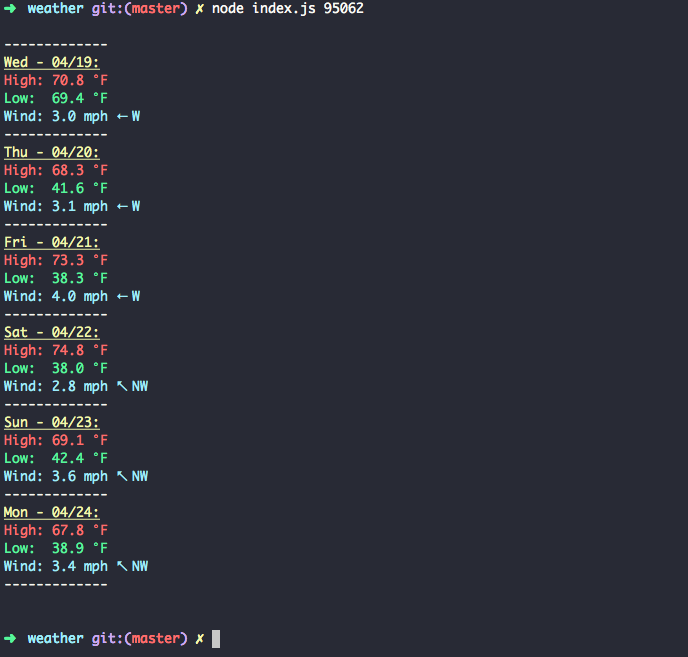 ➜ weather git:(master) ✗ node index.js 95062
-------------
Wed - 04/19:
High: 70.8 °F
Low:  69.4 °F
Wind: 3.0 mph ←W
-------------
Thu - 04/20:
High: 68.3 °F
Low:  41.6 °F
Wind: 3.1 mph ←W
-------------
Fri - 04/21:
High: 73.3 °F
Low:  38.3 °F
Wind: 4.0 mph ←W
-------------
Sat - 04/22:
High: 74.8 °F
Low:  38.0 °F
Wind: 2.8 mph ↖NW
-------------
Sun - 04/23:
High: 69.1 °F
Low:  42.4 °F
Wind: 3.6 mph ↖NW
-------------
Mon - 04/24:
High: 67.8 °F
Low:  38.9 °F
Wind: 3.4 mph ↖NW
-------------
➜ weather git:(master) ✗